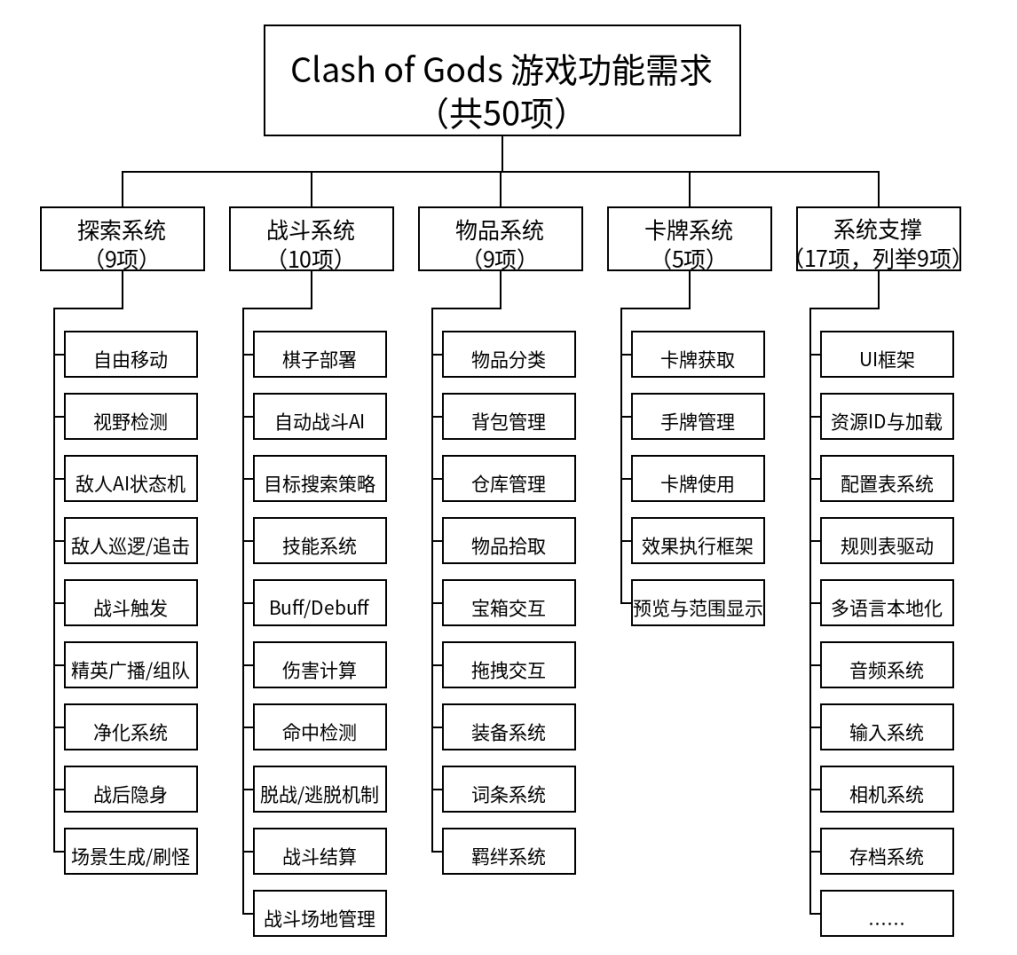 Clash of Gods 游戏功能需求
（共50项）
探索系统
（9项）
战斗系统
（10项）
物品系统
（9项）
卡牌系统
（5项）
系统支撑
（17项，列举9项）
自由移动
视野检测
敌人AI状态机
敌人巡逻/追击
战斗触发
精英广播/组队
净化系统
战后隐身
场景生成/刷怪
棋子部署
自动战斗AI
目标搜索策略
技能系统
Buff/Debuff
伤害计算
命中检测
脱战/逃脱机制
战斗结算
战斗场地管理
物品分类
背包管理
仓库管理
物品拾取
宝箱交互
拖拽交互
装备系统
词条系统
羁绊系统
卡牌获取
手牌管理
卡牌使用
效果执行框架
预览与范围显示
UI框架
资源ID与加载
配置表系统
规则表驱动
多语言本地化
音频系统
输入系统
相机系统
存档系统
……